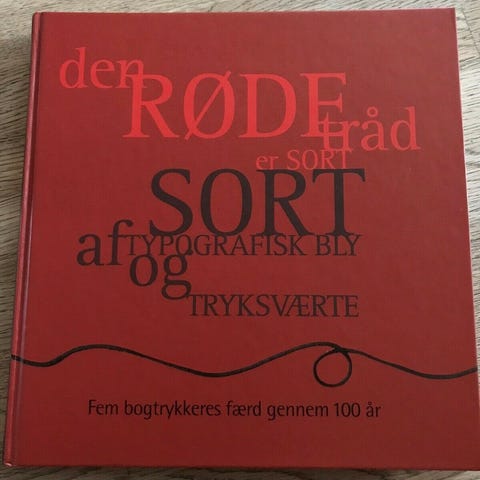 den RØDE tråd
er SORT
SORT
af TYPOGRAFISK BLY
og
TRYKSVÆRTE
Fem bogtrykkeres færd gennem 100 år